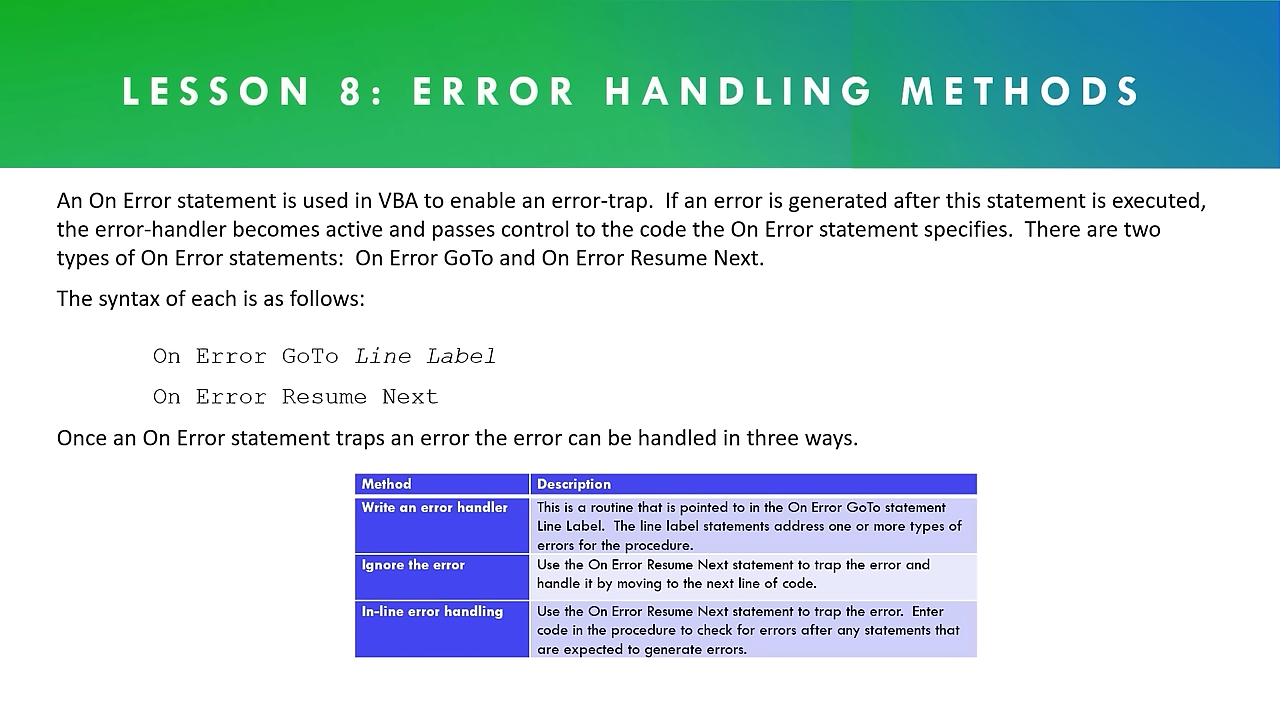 LESSON 8: ERROR HANDLING METHODS
An On Error statement is used in VBA to enable an error-trap.  If an error is generated after this statement is executed,
the error-handler becomes active and passes control to the code the On Error statement specifies.  There are two
types of On Error statements:  On Error GoTo and On Error Resume Next.
The syntax of each is as follows:
On Error GoTo Line Label
On Error Resume Next
Once an On Error statement traps an error the error can be handled in three ways.
Method Description
Write an error handler This is a routine that is pointed to in the On Error GoTo statement
Line Label.  The line label statements address one or more types of
errors for the procedure.
Ignore the error Use the On Error Resume Next statement to trap the error and
handle it by moving to the next line of code.
In-line error handling Use the On Error Resume Next statement to trap the error.  Enter
code in the procedure to check for errors after any statements that
are expected to generate errors.